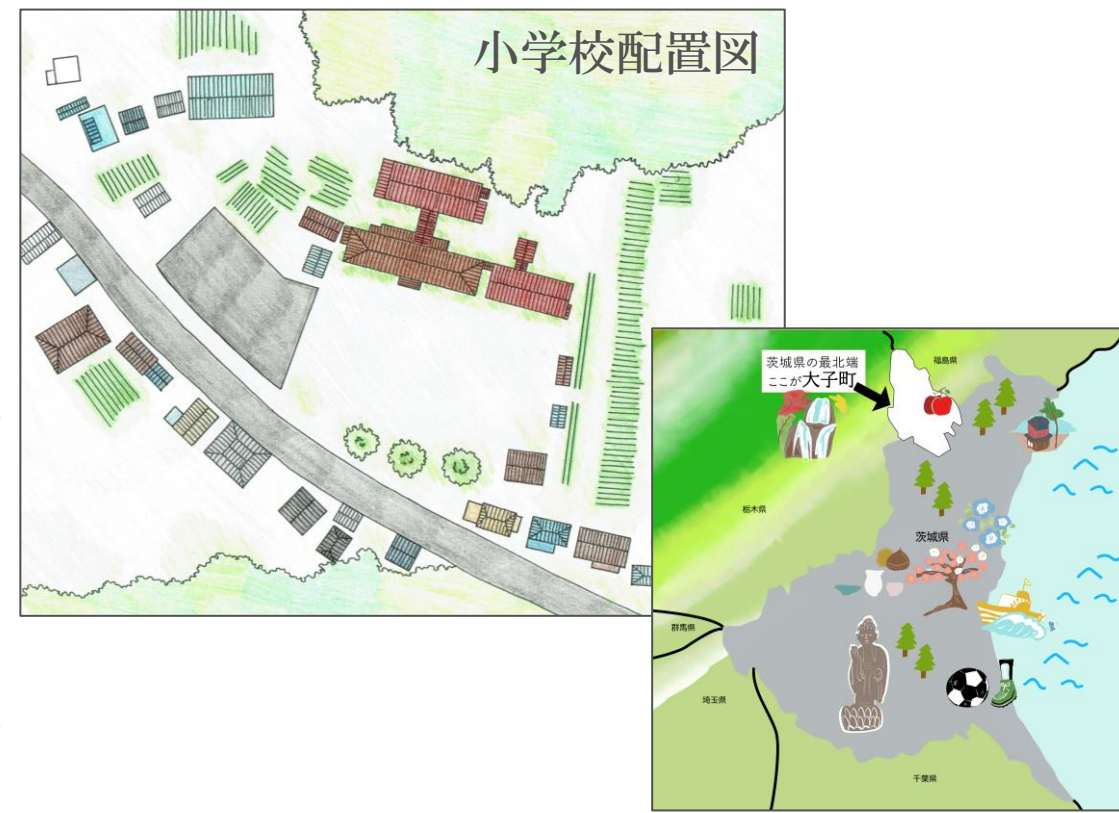 小学校配置図
茨城県の最北端
ここが大子町
福島県
栃木県
茨城県
群馬県
埼玉県
千葉県